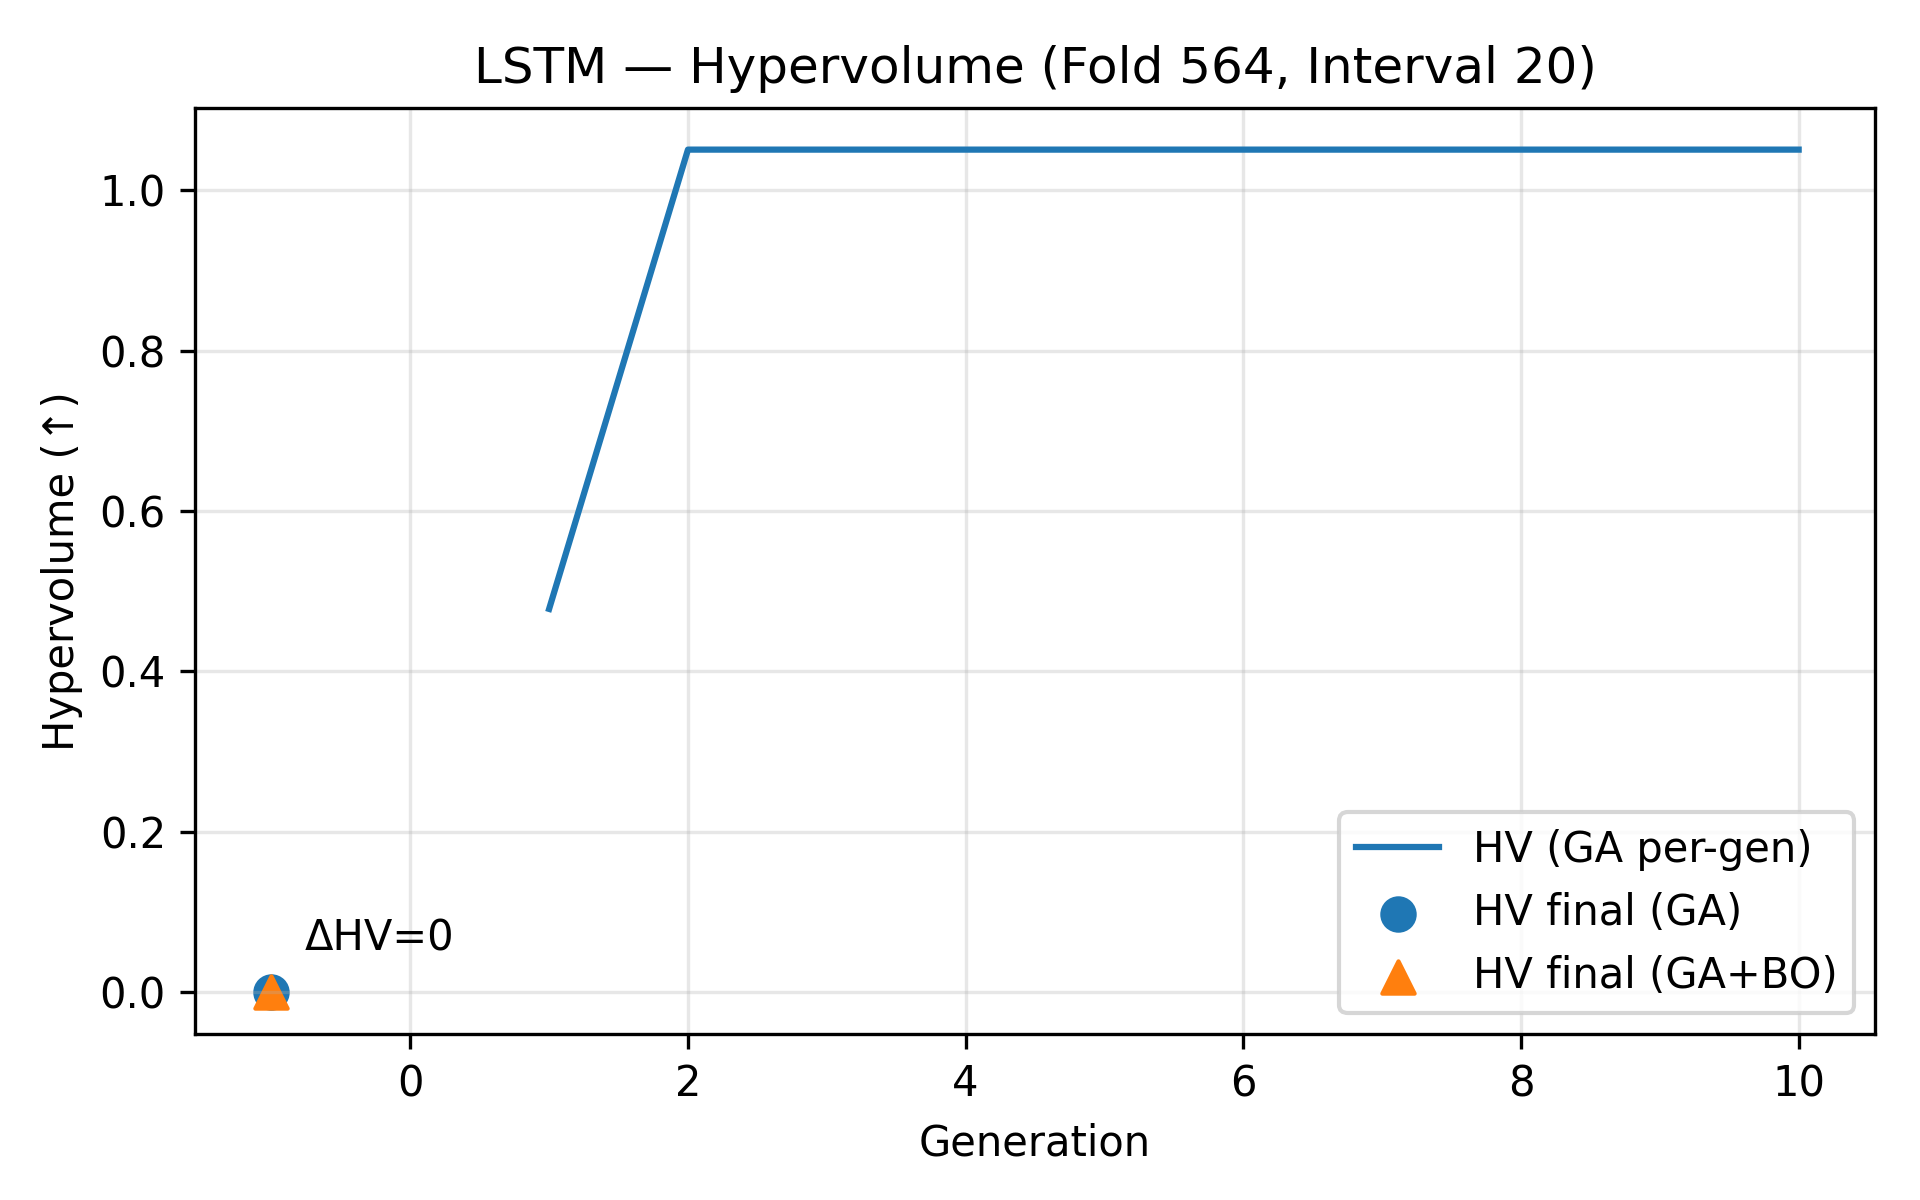 LSTM — Hypervolume (Fold 564, Interval 20)
Hypervolume (↑)
1.0
0.8
0.6
0.4
0.2
0.0
ΔHV=0
HV (GA per-gen)
HV final (GA)
HV final (GA+BO)
0 2 4 6 8 10
Generation